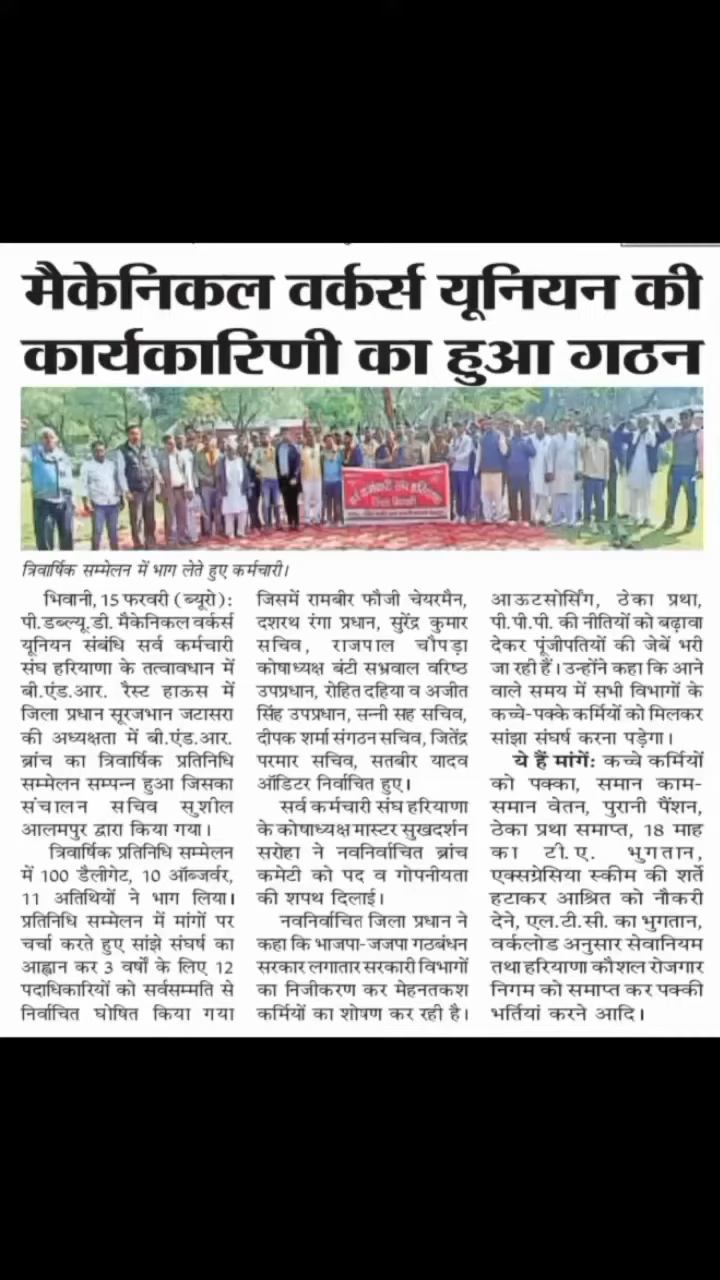 मैकेनिकल वर्कर्स यूनियन की
कार्यकारिणी का हुआ गठन
त्रिवार्षिक सम्मेलन में भाग लेते हुए कर्मचारी।
भिवानी, 15 फरवरी (ब्यूरो):
पी.डब्ल्यू.डी. मैकेनिकल वर्कर्स
यूनियन संबंधि सर्व कर्मचारी
संघ हरियाणा के तत्वावधान में
बी.एंड.आर. रैस्ट हाऊस में
जिला प्रधान सूरजभान जटासरा
की अध्यक्षता में बी.एंड.आर.
ब्रांच का त्रिवार्षिक प्रतिनिधि
सम्मेलन सम्पन्न हुआ जिसका
संचालन सचिव सुशील
आलमपुर द्वारा किया गया।
त्रिवार्षिक प्रतिनिधि सम्मेलन
में 100 डैलीगेट, 10 ऑब्जर्वर,
11 अतिथियों ने भाग लिया।
प्रतिनिधि सम्मेलन में मांगों पर
चर्चा करते हुए सांझे संघर्ष का
आह्वान कर 3 वर्षों के लिए 12
पदाधिकारियों को सर्वसम्मति से
निर्वाचित घोषित किया गया
जिसमें रामबीर फौजी चेयरमैन,
दशरथ रंगा प्रधान, सुरेंद्र कुमार
सचिव, राजपाल चौपड़ा
कोषाध्यक्ष बंटी सभ्रवाल वरिष्ठ
उपप्रधान, रोहित दहिया व अजीत
सिंह उपप्रधान, सन्नी सह सचिव,
दीपक शर्मा संगठन सचिव, जितेंद्र
परमार सचिव, सतबीर यादव
ऑडिटर निर्वाचित हुए।
सर्व कर्मचारी संघ हरियाणा
के कोषाध्यक्ष मास्टर सुखदर्शन
सरोहा ने नवनिर्वाचित ब्रांच
कमेटी को पद व गोपनीयता
की शपथ दिलाई।
नवनिर्वाचित जिला प्रधान ने
कहा कि भाजपा-जजपा गठबंधन
सरकार लगातार सरकारी विभागों
का निजीकरण कर मेहनतकश
कर्मियों का शोषण कर रही है।
आऊटसोर्सिंग, ठेका प्रथा,
पी.पी.पी. की नीतियों को बढ़ावा
देकर पूंजीपतियों की जेबें भरी
जा रही हैं। उन्होंने कहा कि आने
वाले समय में सभी विभागों के
कच्चे-पक्के कर्मियों को मिलकर
सांझा संघर्ष करना पड़ेगा।
ये हैं मांगें: कच्चे कर्मियों
को पक्का, समान काम-
समान वेतन, पुरानी पैंशन,
ठेका प्रथा समाप्त, 18 माह
का टी.ए. भुगतान,
एक्सग्रेसिया स्कीम की शर्ते
हटाकर आश्रित को नौकरी
देने, एल.टी.सी. का भुगतान,
वर्कलोड अनुसार सेवानियम
तथा हरियाणा कौशल रोजगार
निगम को समाप्त कर पक्की
भर्तियां करने आदि।
सर्व कर्मचारी संघ हरियाणा
जिला भिवानी